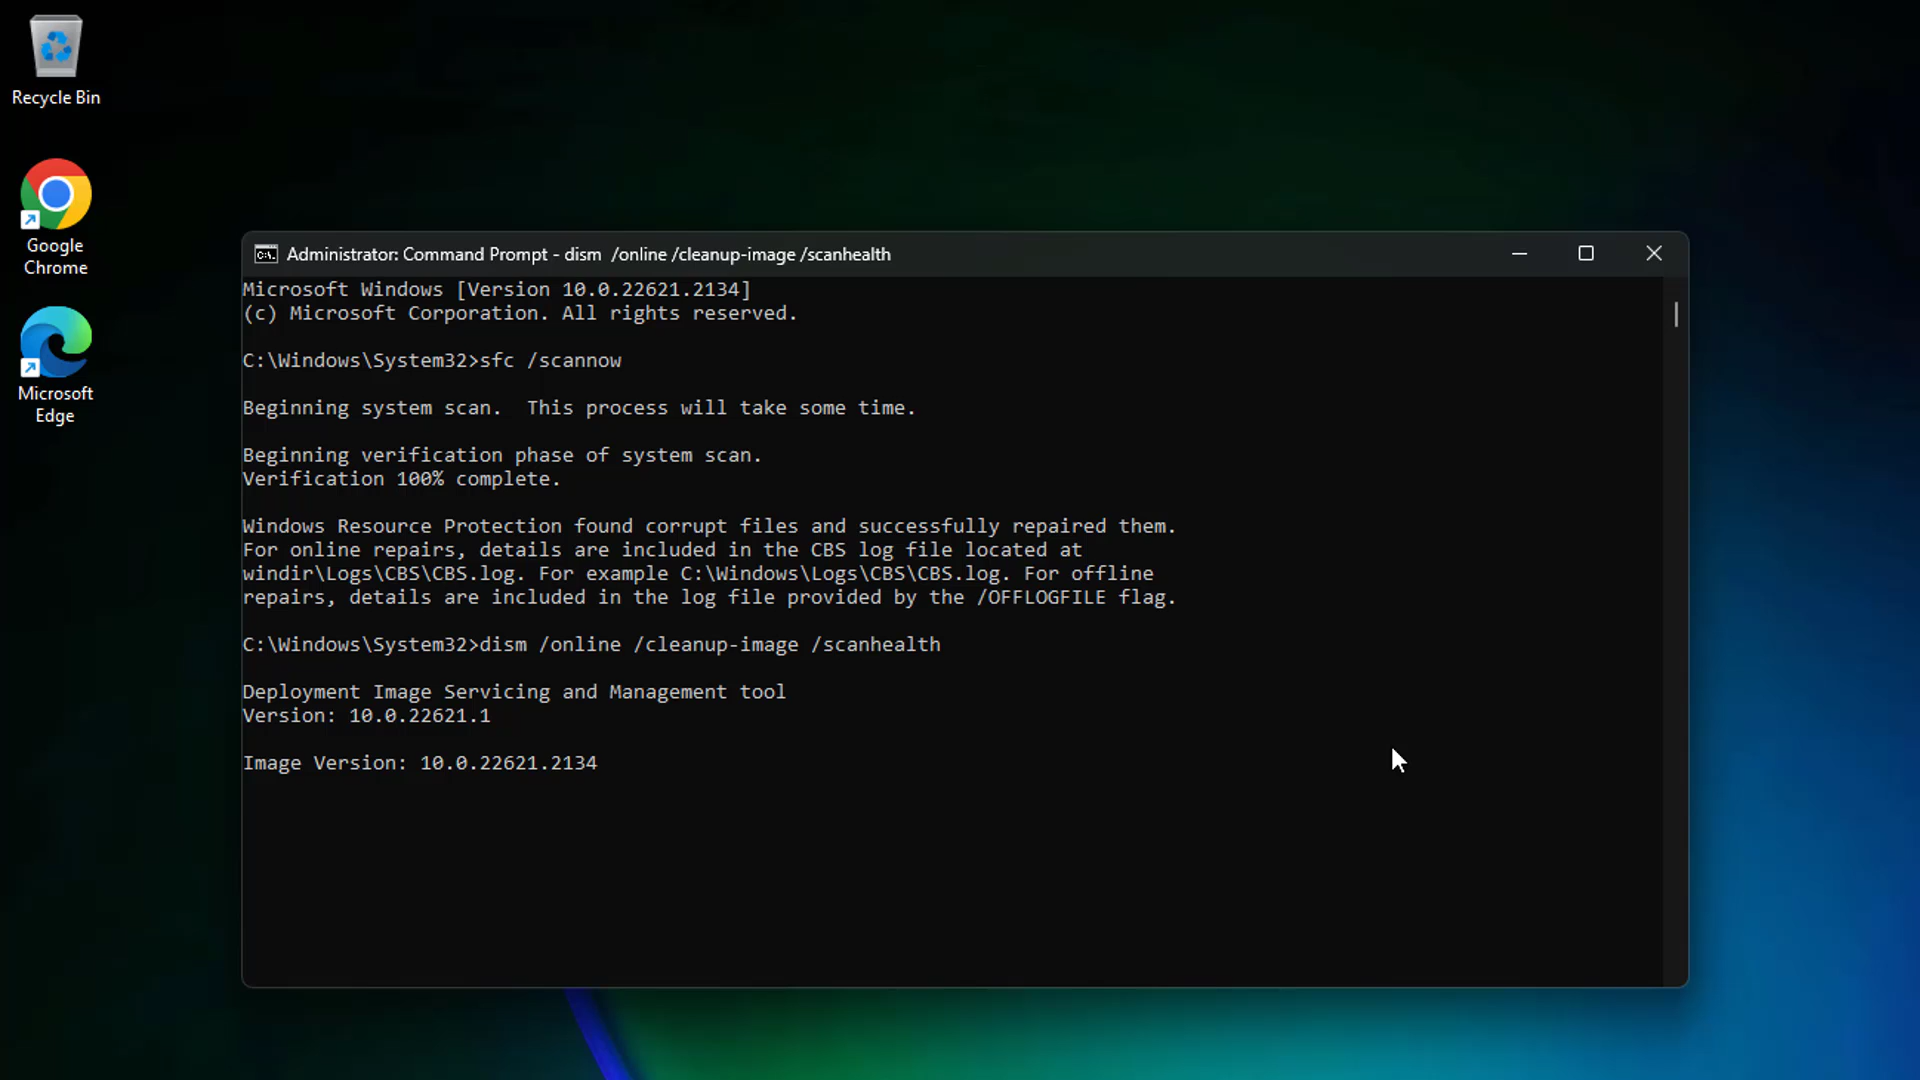 Recycle Bin
Google
Chrome
Microsoft
Edge
Administrator: Command Prompt - dism  /online /cleanup-image /scanhealth
Microsoft Windows [Version 10.0.22621.2134]
(c) Microsoft Corporation. All rights reserved.
C:\Windows\System32>sfc /scannow
Beginning system scan.  This process will take some time.
Beginning verification phase of system scan.
Verification 100% complete.
Windows Resource Protection found corrupt files and successfully repaired them.
For online repairs, details are included in the CBS log file located at
windir\Logs\CBS\CBS.log. For example C:\Windows\Logs\CBS\CBS.log. For offline
repairs, details are included in the log file provided by the /OFFLOGFILE flag.
C:\Windows\System32>dism /online /cleanup-image /scanhealth
Deployment Image Servicing and Management tool
Version: 10.0.22621.1
Image Version: 10.0.22621.2134